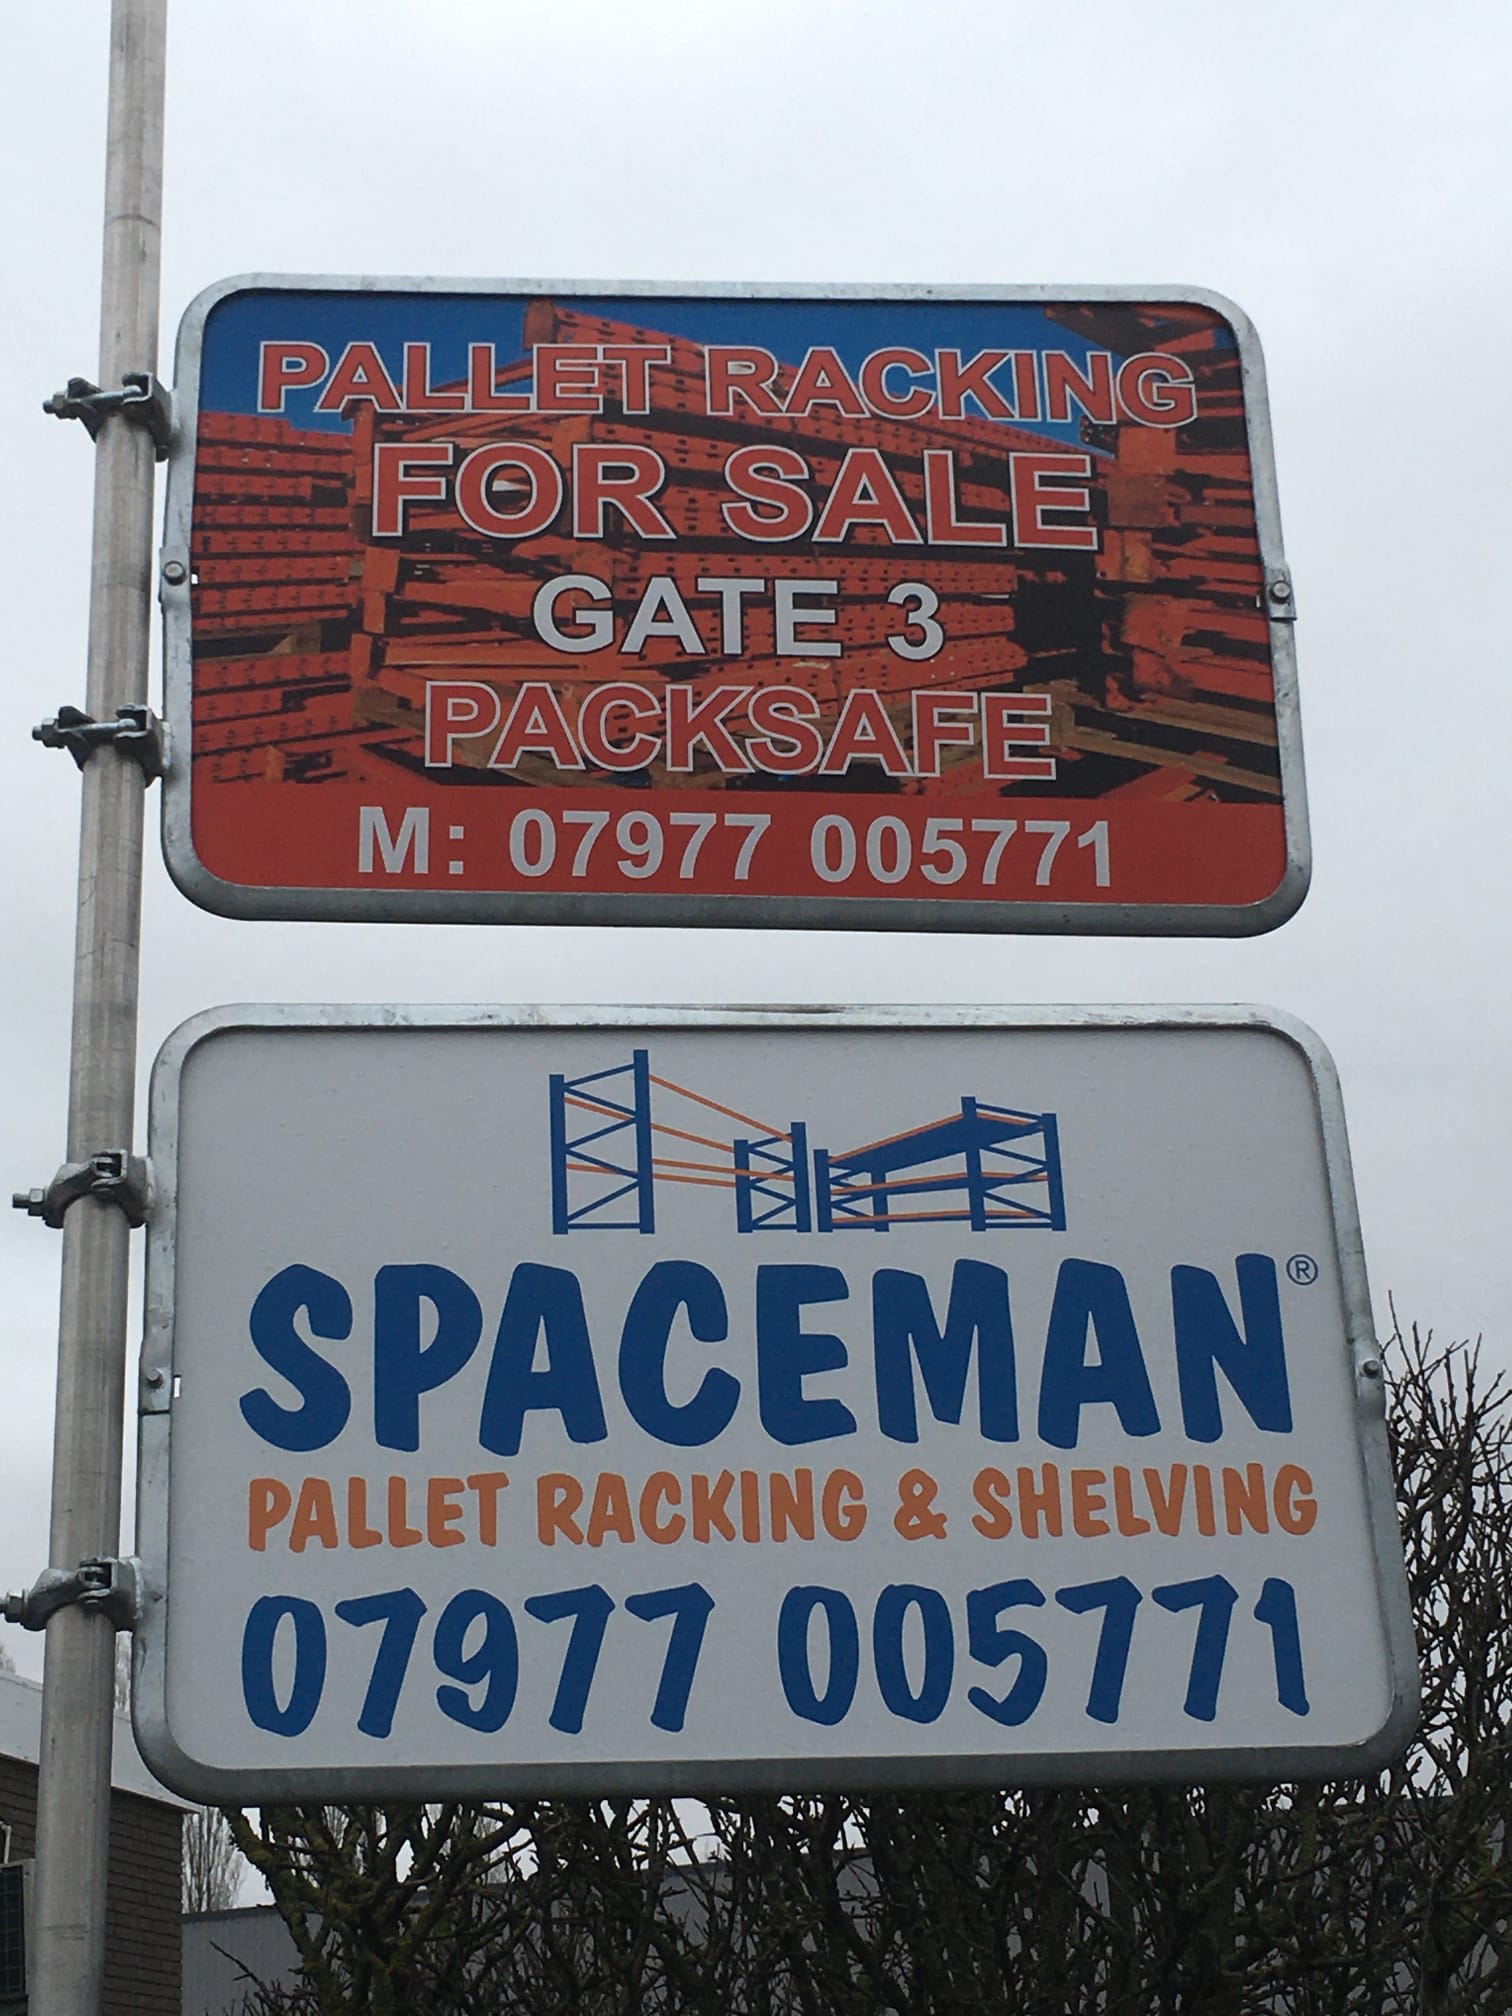 PALLET RACKING
FOR SALE
GATE 3
PACKSAFE
M: 07977 005771
SPACEMAN®
PALLET RACKING & SHELVING
07977 005771